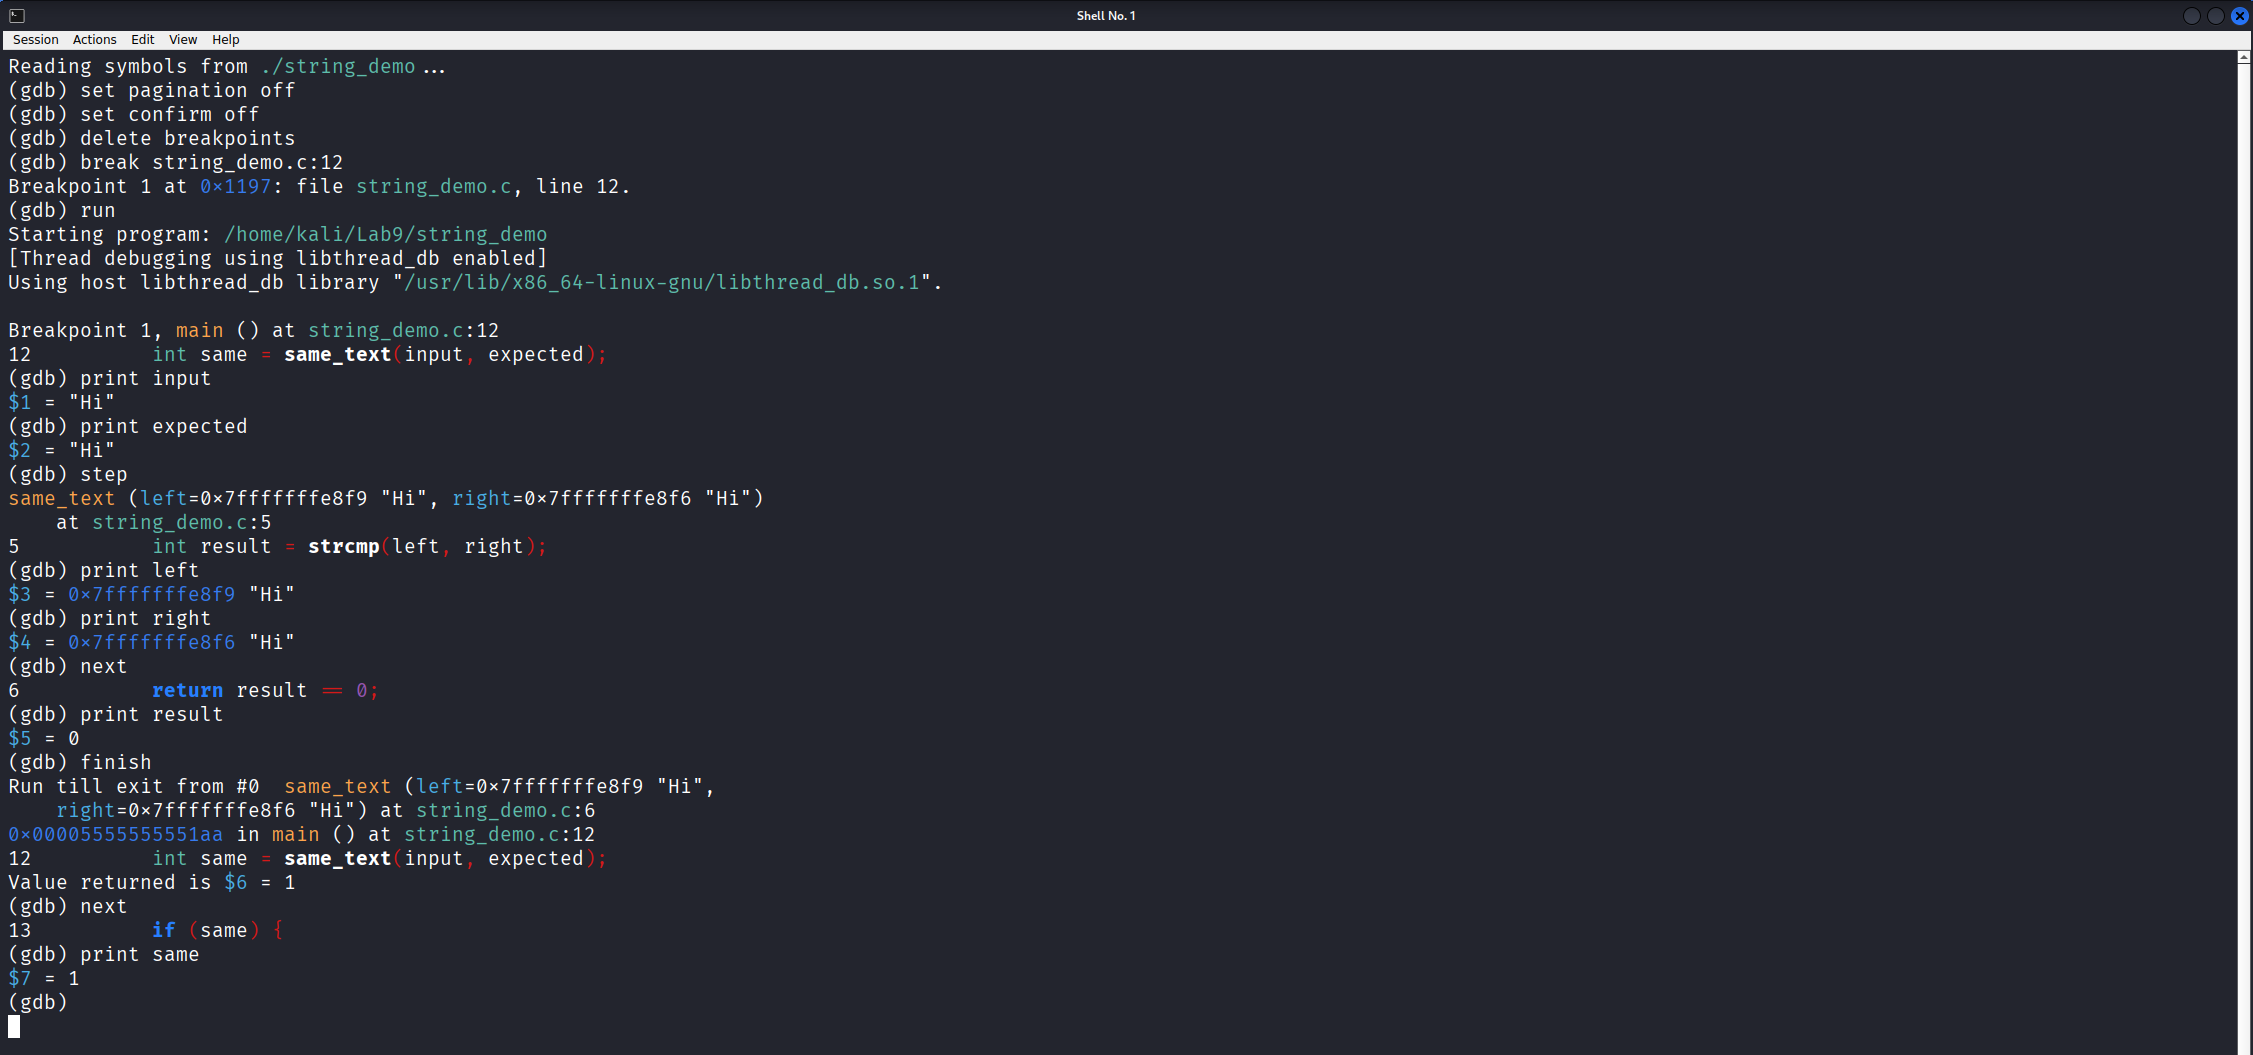 Shell No. 1
Session Actions Edit View Help
Reading symbols from ./string_demo...
(gdb) set pagination off
(gdb) set confirm off
(gdb) delete breakpoints
(gdb) break string_demo.c:12
Breakpoint 1 at 0x1197: file string_demo.c, line 12.
(gdb) run
Starting program: /home/kali/Lab9/string_demo
[Thread debugging using libthread_db enabled]
Using host libthread_db library "/usr/lib/x86_64-linux-gnu/libthread_db.so.1".
Breakpoint 1, main () at string_demo.c:12
12          int same = same_text(input, expected);
(gdb) print input
$1 = "Hi"
(gdb) print expected
$2 = "Hi"
(gdb) step
same_text (left=0x7fffffffe8f9 "Hi", right=0x7fffffffe8f6 "Hi")
    at string_demo.c:5
5           int result = strcmp(left, right);
(gdb) print left
$3 = 0x7fffffffe8f9 "Hi"
(gdb) print right
$4 = 0x7fffffffe8f6 "Hi"
(gdb) next
6           return result == 0;
(gdb) print result
$5 = 0
(gdb) finish
Run till exit from #0  same_text (left=0x7fffffffe8f9 "Hi",
    right=0x7fffffffe8f6 "Hi") at string_demo.c:6
0x00005555555551aa in main () at string_demo.c:12
12          int same = same_text(input, expected);
Value returned is $6 = 1
(gdb) next
13          if (same) {
(gdb) print same
$7 = 1
(gdb)